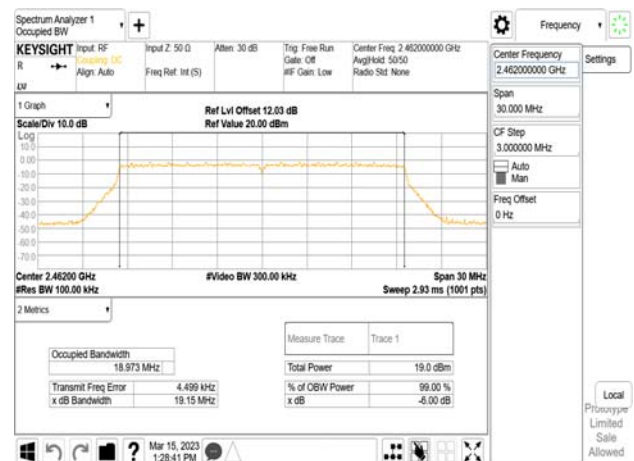 Spectrum Analyzer 1
Occupied BW
+
Frequency
KEYSIGHT
R
Input: RF
Coupling: DC
Align: Auto
Input Z: 50 Ω
Freq Ref: Int (S)
Atten: 30 dB
Trig: Free Run
Gate: Off
#IF Gain: Low
Center Freq: 2.462000000 GHz
Avg|Hold: 50/50
Radio Std: None
Center Frequency
2.462000000 GHz
Settings
Span
30.000 MHz
CF Step
3.000000 MHz
Auto
Man
Freq Offset
0 Hz
1 Graph
Scale/Div 10.0 dB
Ref Lvl Offset 12.03 dB
Ref Value 20.00 dBm
Log
10.0
0.00
-10.0
-20.0
-30.0
-40.0
-50.0
-60.0
-70.0
Center 2.46200 GHz
#Res BW 100.00 kHz
#Video BW 300.00 kHz
Span 30 MHz
Sweep 2.93 ms (1001 pts)
2 Metrics
Measure Trace Trace 1
Occupied Bandwidth
18.973 MHz
Total Power 19.0 dBm
Transmit Freq Error 4.499 kHz
% of OBW Power 99.00 %
x dB Bandwidth 19.15 MHz
x dB -6.00 dB
Local
Prototype
Limited
Sale
Allowed
?
Mar 15, 2023
1:28:41 PM